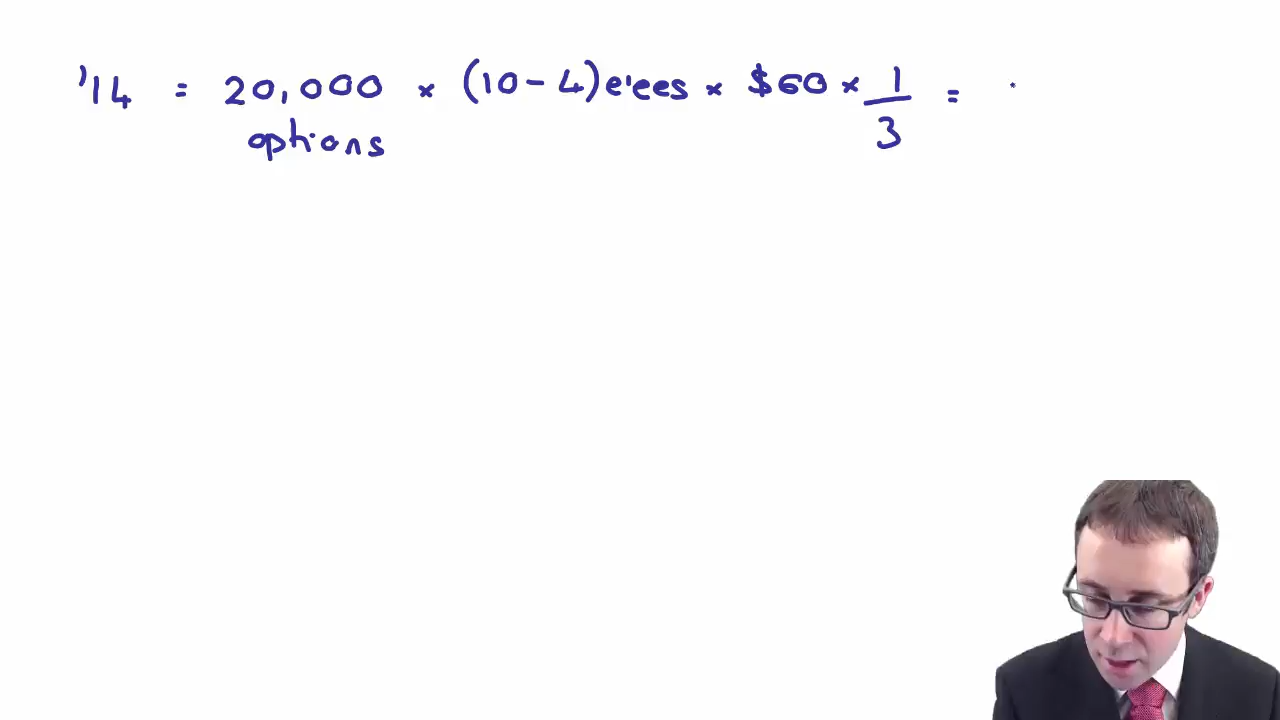 '14 = 20,000 × (10-4)e'ees × $60 × 1/3 =
options